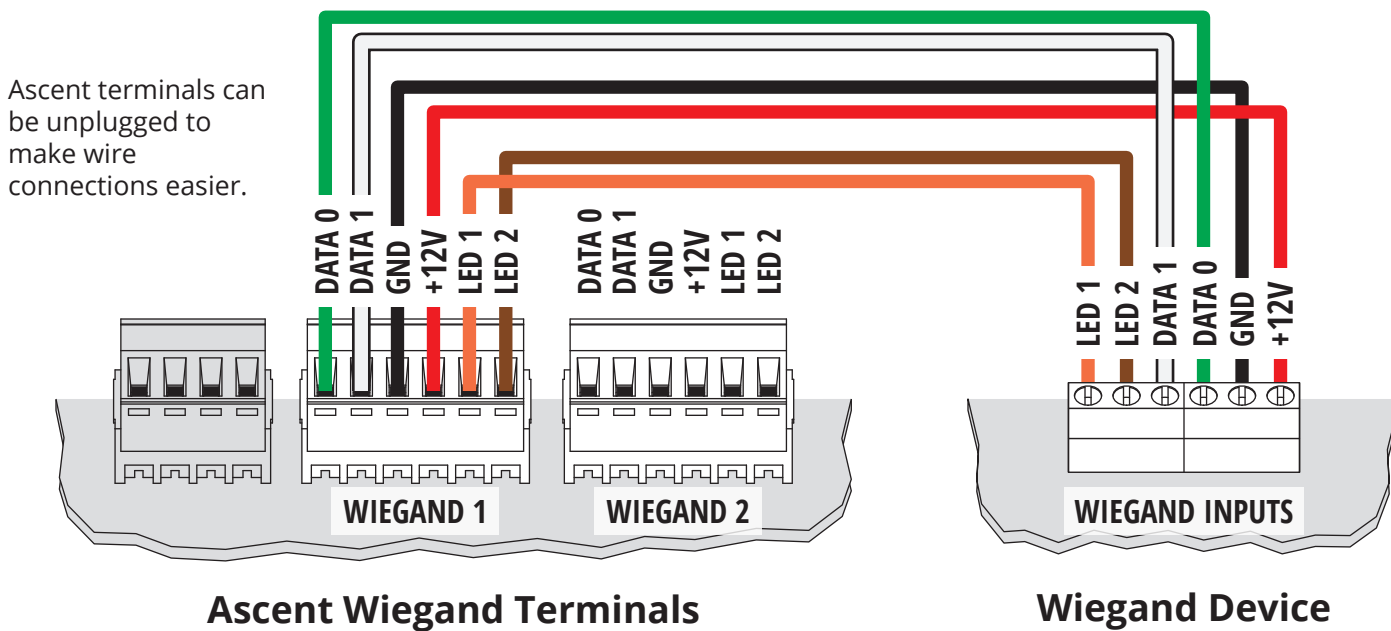 Ascent terminals can
be unplugged to
make wire
connections easier.
DATA 0
DATA 1
GND
+12V
LED 1
LED 2
DATA 0
DATA 1
GND
+12V
LED 1
LED 2
LED 1
LED 2
DATA 1
DATA 0
GND
+12V
WIEGAND 1
WIEGAND 2
WIEGAND INPUTS
Ascent Wiegand Terminals
Wiegand Device